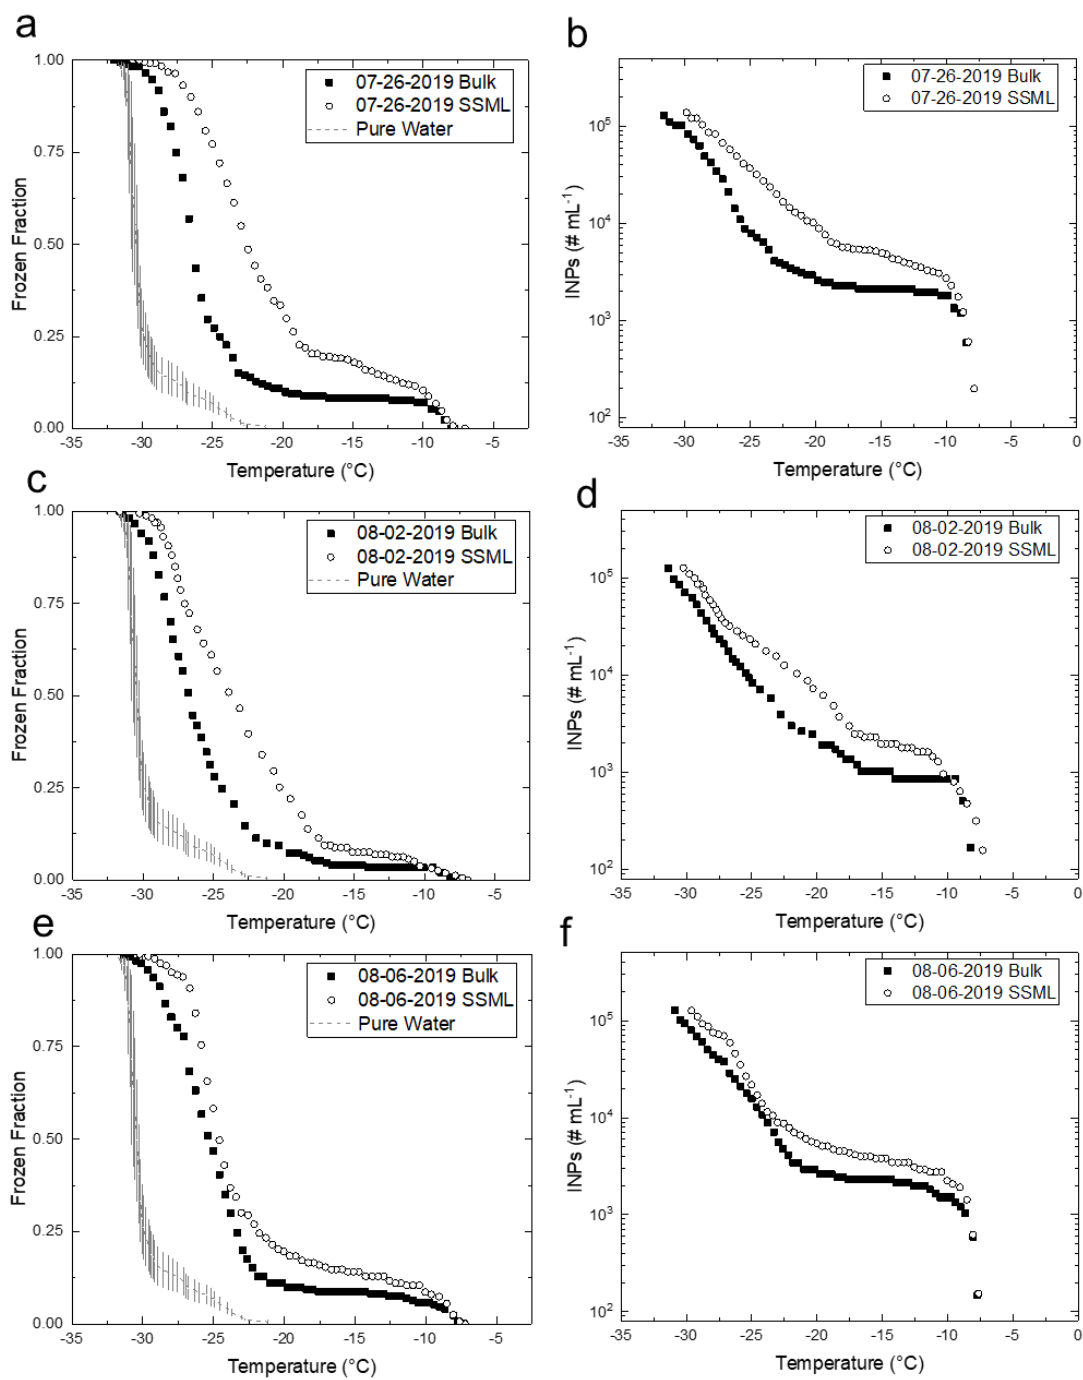 a
1.00
0.75
0.50
0.25
0.00
Frozen Fraction
07-26-2019 Bulk
07-26-2019 SSML
Pure Water
-35 -30 -25 -20 -15 -10 -5
Temperature (°C)
b
10^5
10^4
10^3
10^2
INPs (# mL^-1)
07-26-2019 Bulk
07-26-2019 SSML
-35 -30 -25 -20 -15 -10 -5 0
Temperature (°C)
c
1.00
0.75
0.50
0.25
0.00
Frozen Fraction
08-02-2019 Bulk
08-02-2019 SSML
Pure Water
-35 -30 -25 -20 -15 -10 -5
Temperature (°C)
d
10^5
10^4
10^3
10^2
INPs (# mL^-1)
08-02-2019 Bulk
08-02-2019 SSML
-35 -30 -25 -20 -15 -10 -5 0
Temperature (°C)
e
1.00
0.75
0.50
0.25
0.00
Frozen Fraction
08-06-2019 Bulk
08-06-2019 SSML
Pure Water
-35 -30 -25 -20 -15 -10 -5
Temperature (°C)
f
10^5
10^4
10^3
10^2
INPs (# mL^-1)
08-06-2019 Bulk
08-06-2019 SSML
-35 -30 -25 -20 -15 -10 -5 0
Temperature (°C)